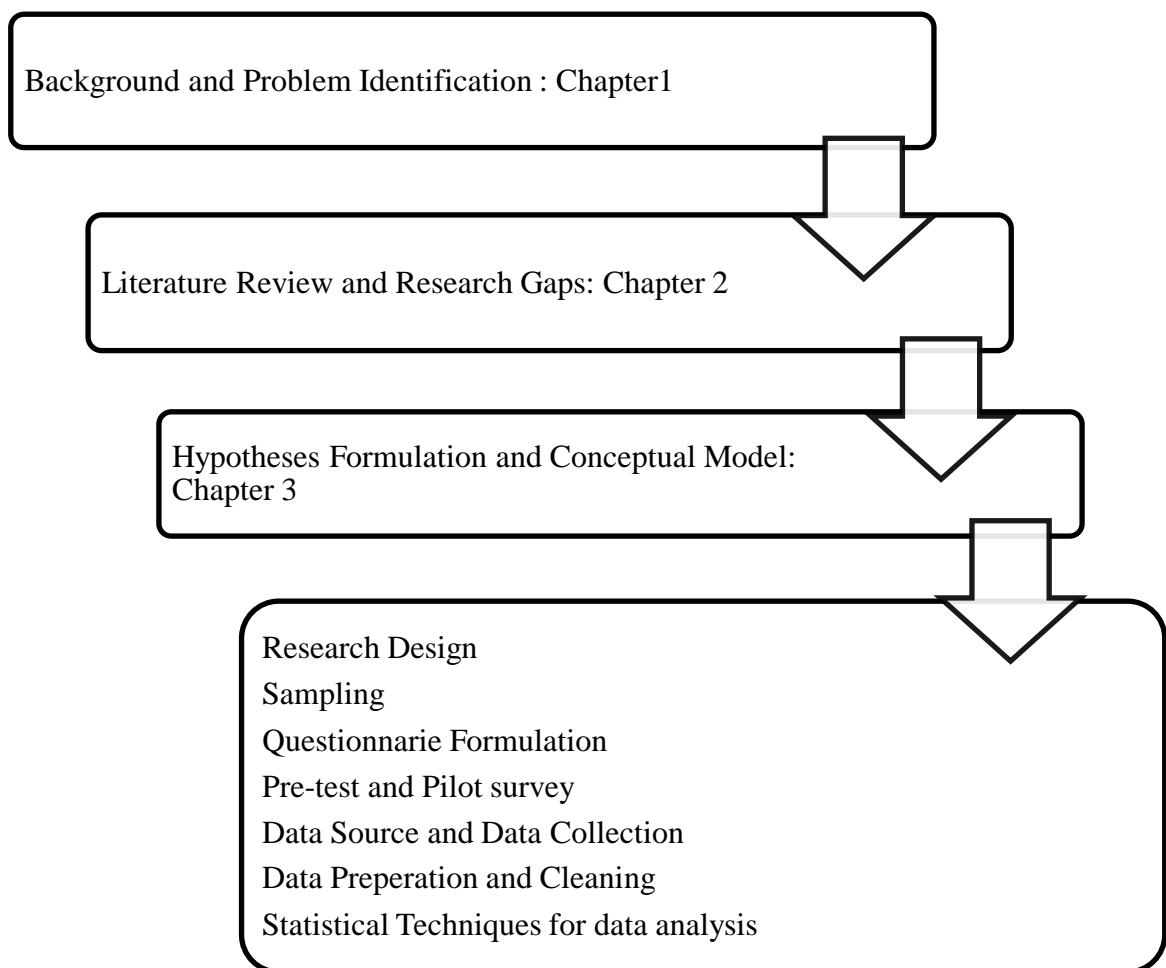 Background and Problem Identification : Chapter1
Literature Review and Research Gaps: Chapter 2
Hypotheses Formulation and Conceptual Model:
Chapter 3
Research Design
Sampling
Questionnarie Formulation
Pre-test and Pilot survey
Data Source and Data Collection
Data Preperation and Cleaning
Statistical Techniques for data analysis